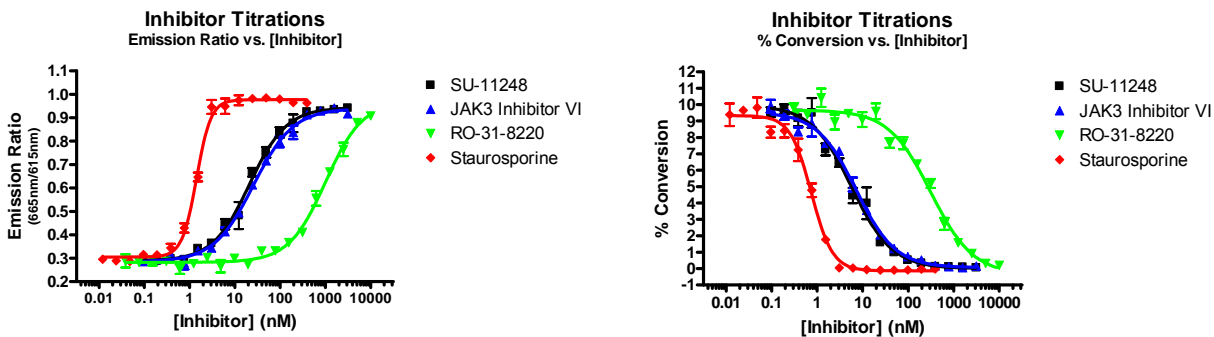 Inhibitor Titrations
Emission Ratio vs. [Inhibitor]
1.1
1.0
0.9
0.8
0.7
0.6
0.5
0.4
0.3
0.2
Emission Ratio
(665nm/615nm)
0.01 0.1 1 10 100 1000 10000
[Inhibitor] (nM)
SU-11248
JAK3 Inhibitor VI
RO-31-8220
Staurosporine
Inhibitor Titrations
% Conversion vs. [Inhibitor]
12
11
10
9
8
7
6
5
4
3
2
1
0
-1
% Conversion
0.01 0.1 1 10 100 1000 10000
[Inhibitor] (nM)
SU-11248
JAK3 Inhibitor VI
RO-31-8220
Staurosporine